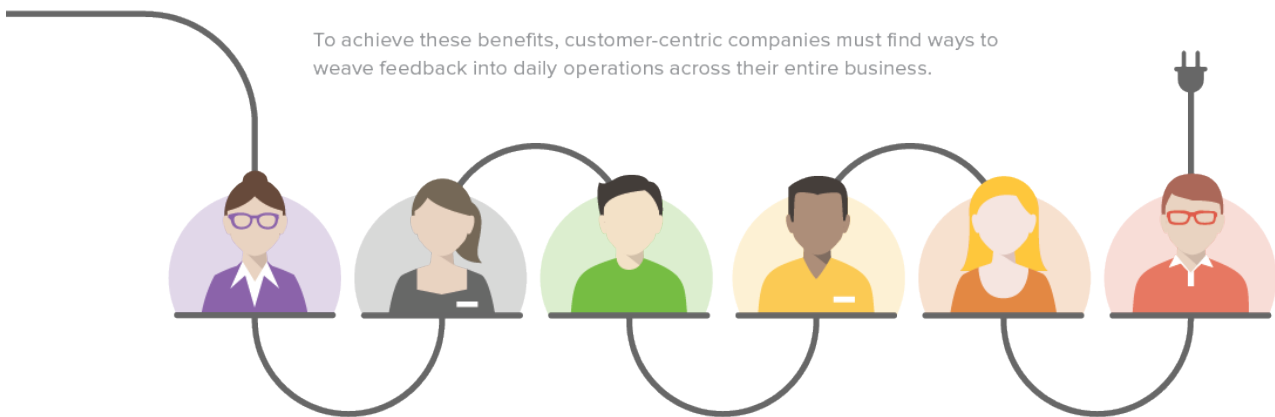 To achieve these benefits, customer-centric companies must find ways to
weave feedback into daily operations across their entire business.